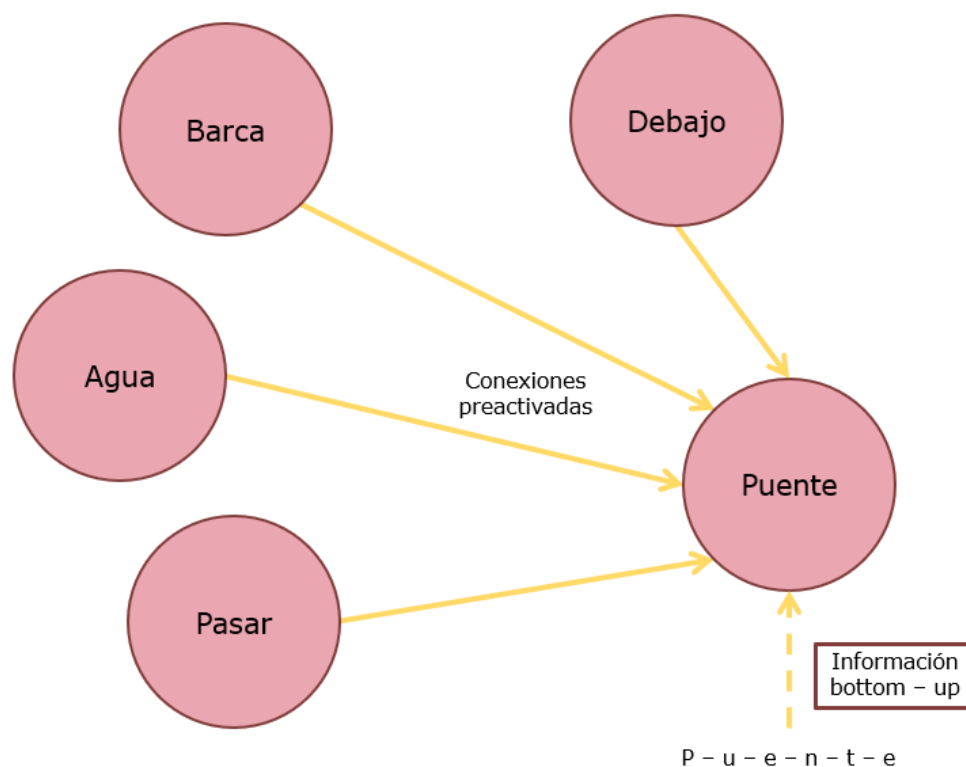 Barca
Debajo
Agua
Conexiones
preactivadas
Puente
Pasar
Información
bottom – up
P – u – e – n – t – e